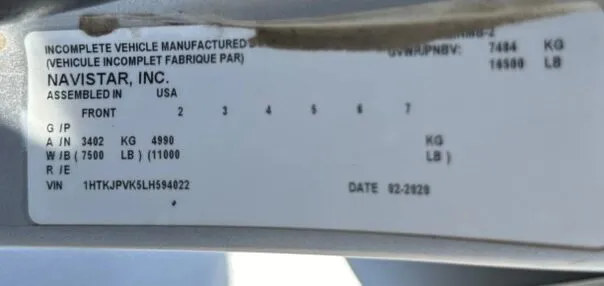 INCOMPLETE VEHICLE MANUFACTURED
(VEHICULE INCOMPLET FABRIQUE PAR)
GVWR/PNBV: 7484 KG
16500 LB
NAVISTAR, INC.
ASSEMBLED IN USA
FRONT 2 3 4 5 6 7
G /P
A /N 3402 KG 4990 KG
W /B ( 7500 LB ) (11000 LB )
R /E
VIN 1HTKJPVK5LH594022 DATE 02-2020